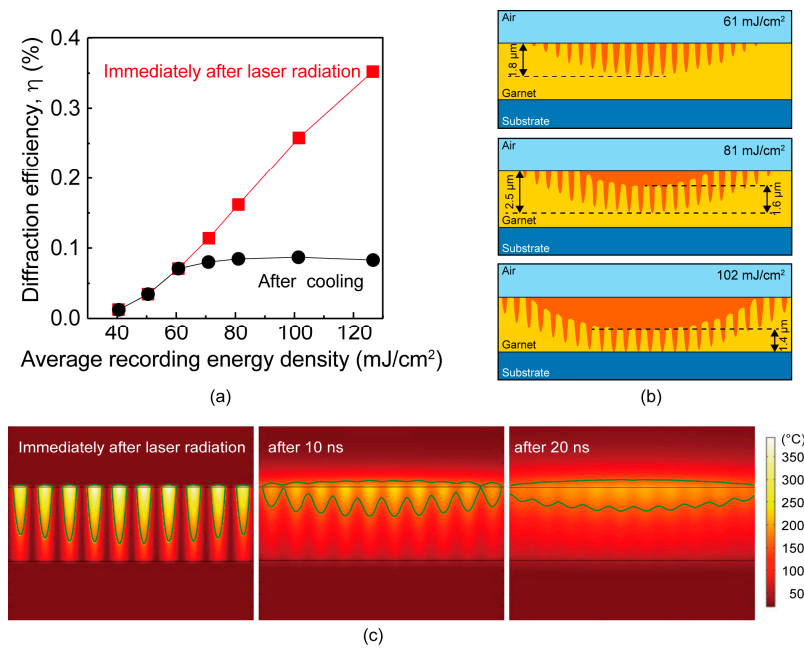 0.4
0.3
0.2
0.1
0.0
40
60
80
100
120
Diffraction efficiency, η (%)
Immediately after laser radiation
After cooling
Average recording energy density (mJ/cm²)
(a)
Air
61 mJ/cm²
1.8 μm
Garnet
Substrate
Air
81 mJ/cm²
2.5 μm
1.6 μm
Garnet
Substrate
Air
102 mJ/cm²
1.4 μm
Garnet
Substrate
(b)
Immediately after laser radiation
after 10 ns
after 20 ns
(°C)
350
300
250
200
150
100
50
(c)